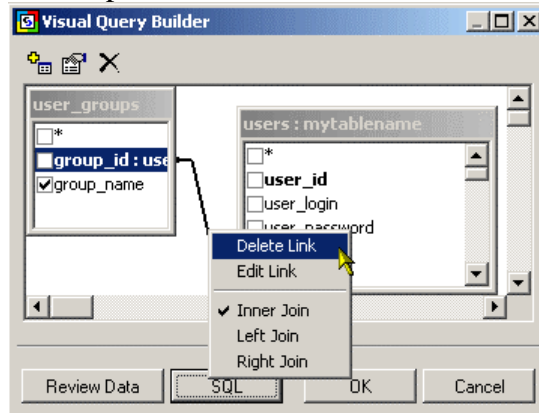 Visual Query Builder
user_groups
*
group_id : use
group_name
users : mytablename
*
user_id
user_login
user_password
Delete Link
Edit Link
Inner Join
Left Join
Right Join
Review Data
SQL
OK
Cancel